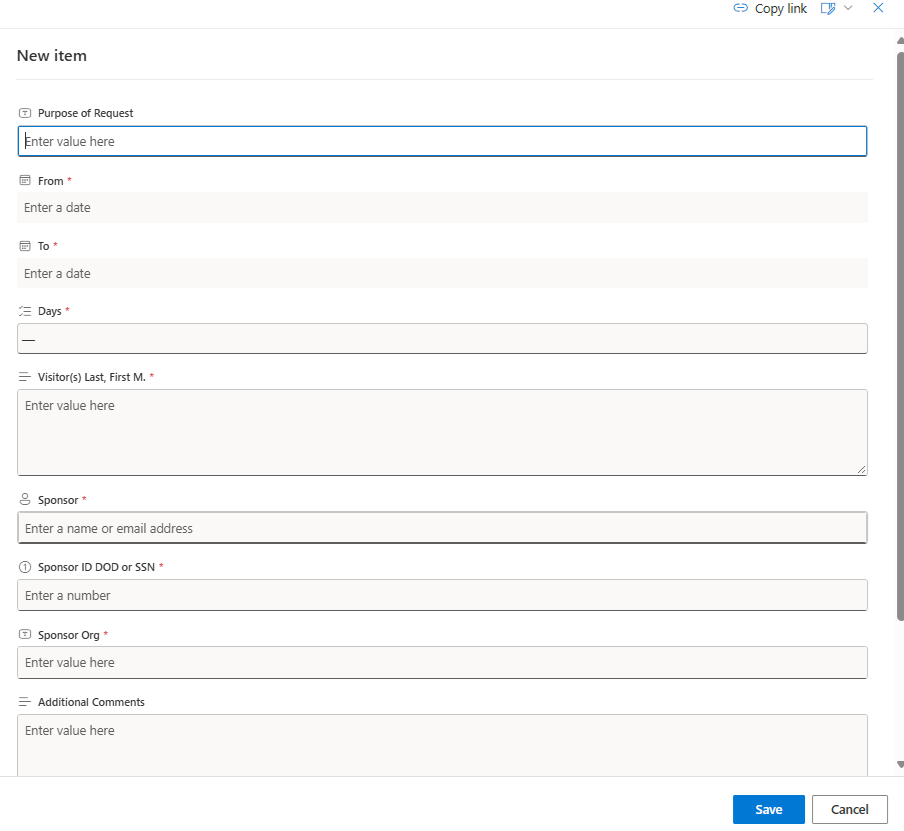 Copy link
New item
Purpose of Request
Enter value here
From *
Enter a date
To *
Enter a date
Days *
—
Visitor(s) Last, First M. *
Enter value here
Sponsor *
Enter a name or email address
Sponsor ID DOD or SSN *
Enter a number
Sponsor Org *
Enter value here
Additional Comments
Enter value here
Save Cancel